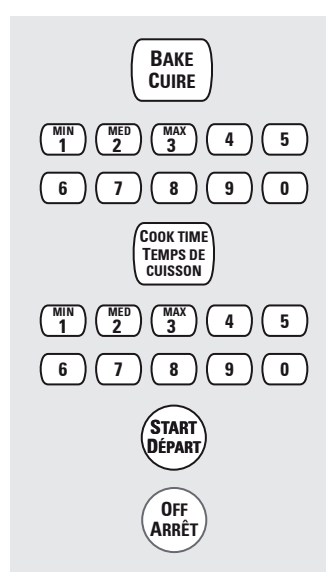 BAKE
CUIRE
MIN MED MAX
1 2 3 4 5
6 7 8 9 0
COOK TIME
TEMPS DE
CUISSON
MIN MED MAX
1 2 3 4 5
6 7 8 9 0
START
DÉPART
OFF
ARRÊT